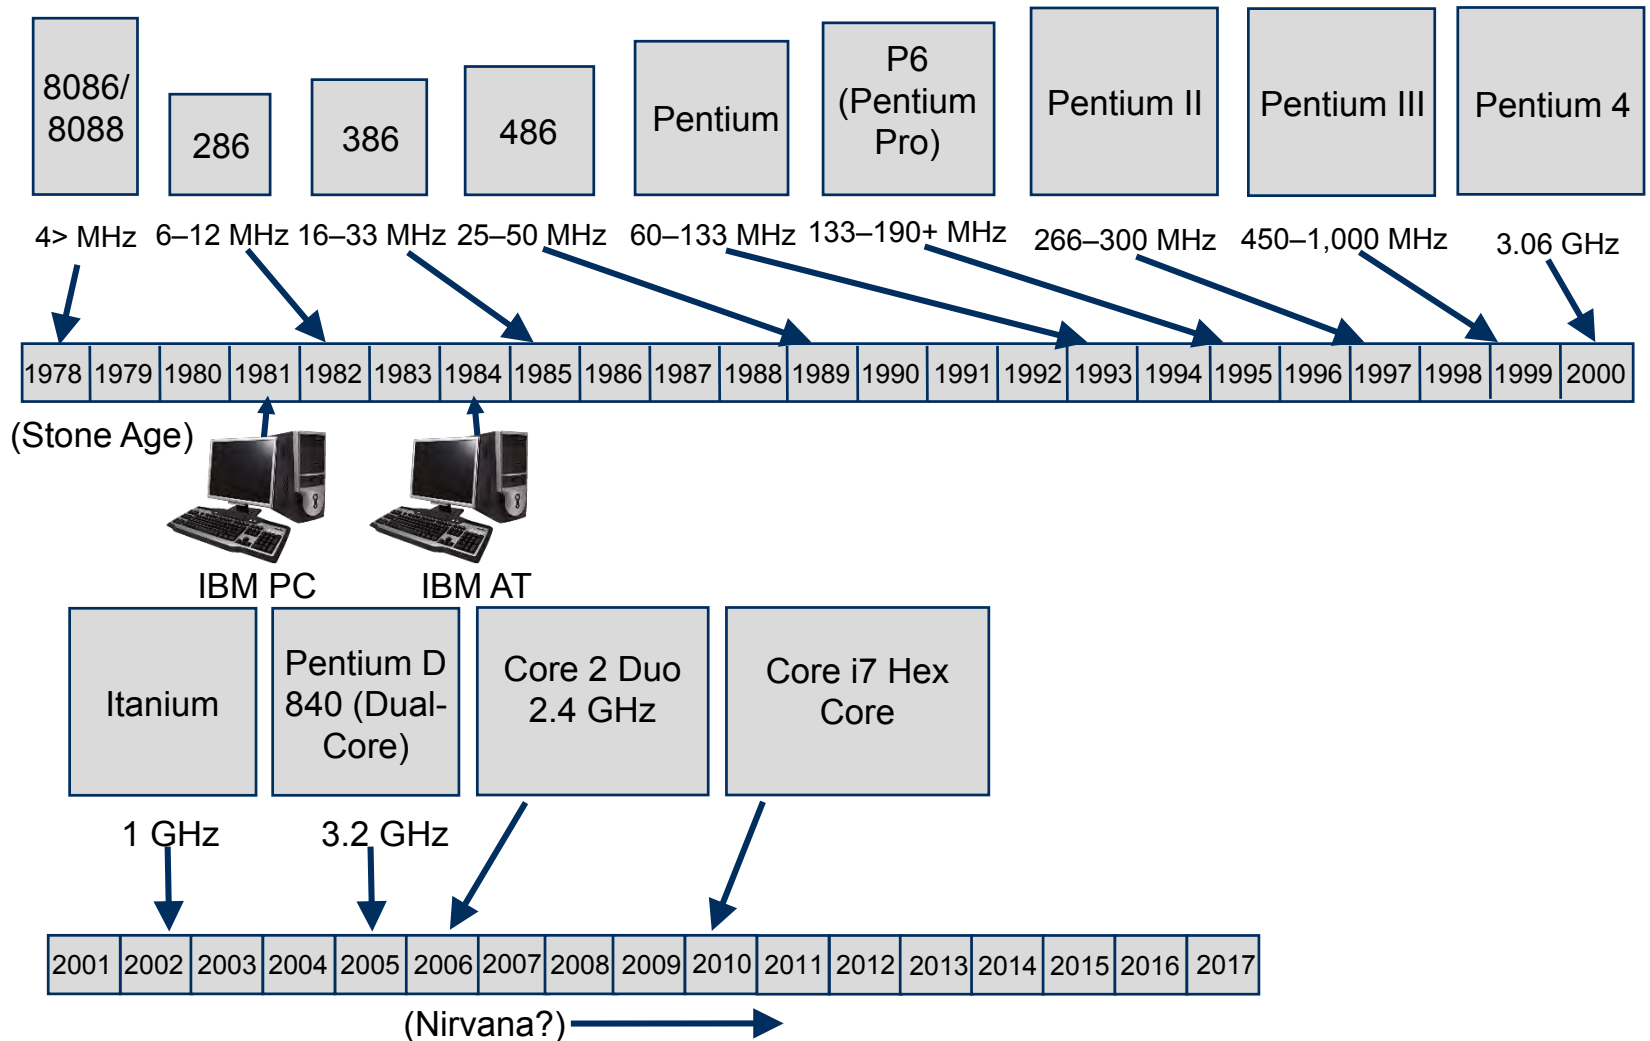 8086/
8088
286
386
486
Pentium
P6
(Pentium
Pro)
Pentium II
Pentium III
Pentium 4
4> MHz
6–12 MHz
16–33 MHz
25–50 MHz
60–133 MHz
133–190+ MHz
266–300 MHz
450–1,000 MHz
3.06 GHz
1978 1979 1980 1981 1982 1983 1984 1985 1986 1987 1988 1989 1990 1991 1992 1993 1994 1995 1996 1997 1998 1999 2000
(Stone Age)
IBM PC
IBM AT
Itanium
Pentium D
840 (Dual-
Core)
Core 2 Duo
2.4 GHz
Core i7 Hex
Core
1 GHz
3.2 GHz
2001 2002 2003 2004 2005 2006 2007 2008 2009 2010 2011 2012 2013 2014 2015 2016 2017
(Nirvana?)